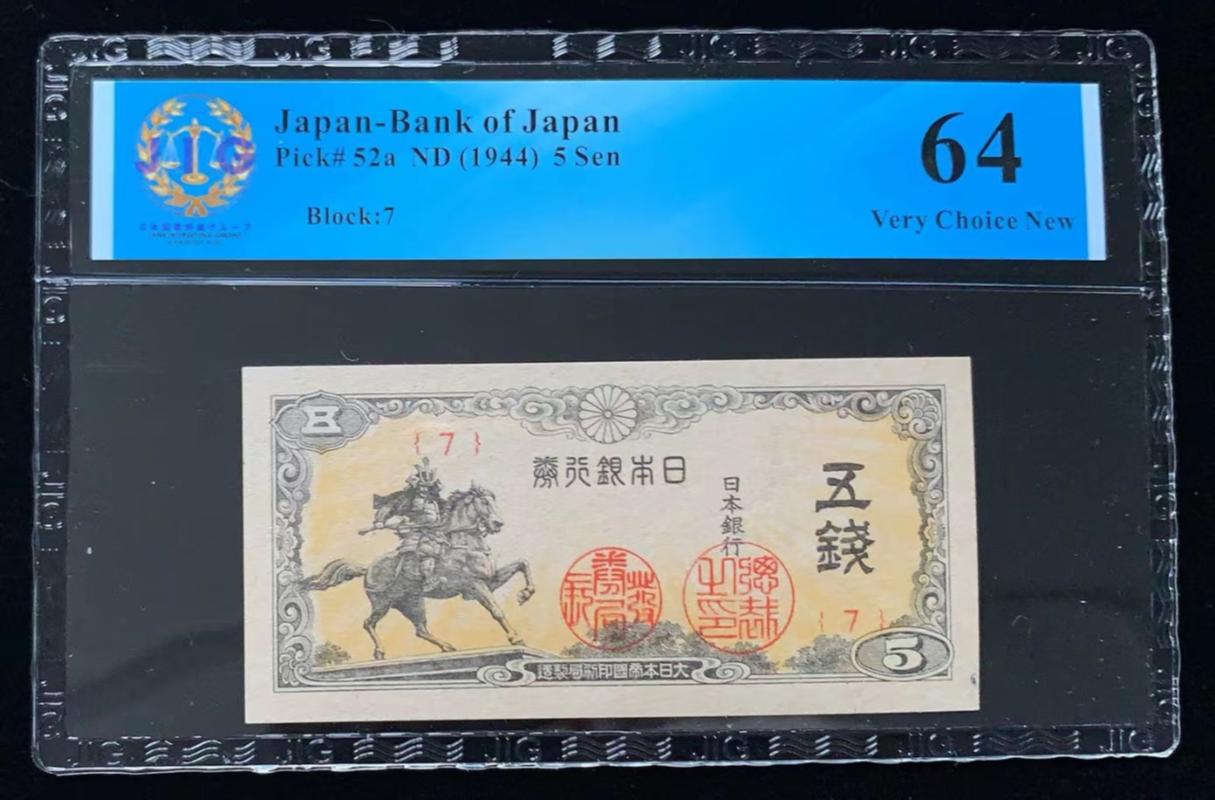 JIG
Japan-Bank of Japan
Pick# 52a ND (1944) 5 Sen
Block:7
64
Very Choice New
五
{ 7 }
券行銀本日
日本銀行
五錢
{ 7 }
5
造製局刷印國帝本日大